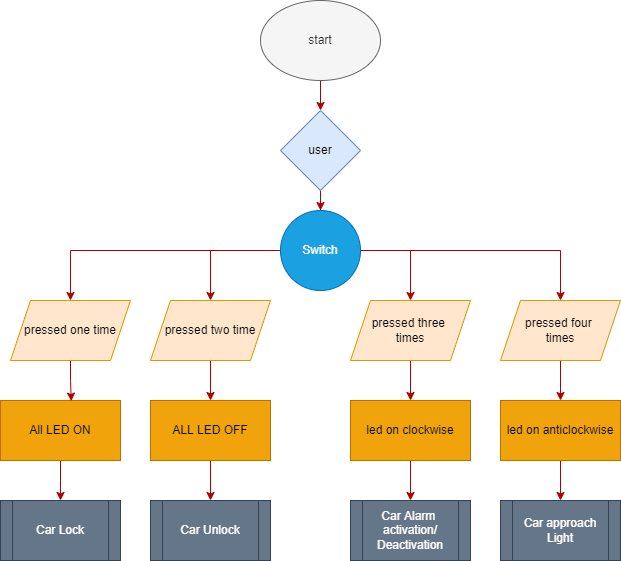 start
user
Switch
pressed one time
pressed two time
pressed three
times
pressed four
times
All LED ON
ALL LED OFF
led on clockwise
led on anticlockwise
Car Lock
Car Unlock
Car Alarm
activation/
Deactivation
Car approach
Light